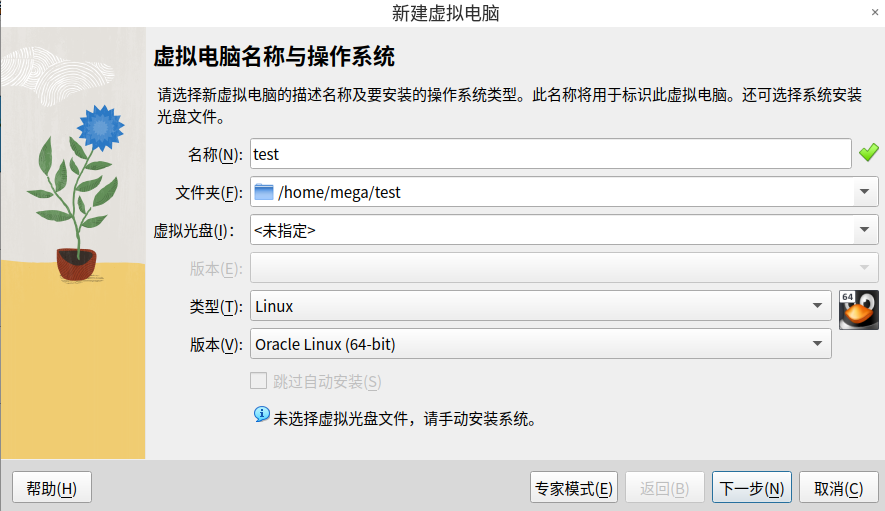 新建虚拟电脑
虚拟电脑名称与操作系统
请选择新虚拟电脑的描述名称及要安装的操作系统类型。此名称将用于标识此虚拟电脑。还可选择系统安装
光盘文件。
名称(N): test
文件夹(F): /home/mega/test
虚拟光盘(I): <未指定>
版本(E):
类型(T): Linux
64
版本(V): Oracle Linux (64-bit)
跳过自动安装(S)
未选择虚拟光盘文件，请手动安装系统。
帮助(H) 专家模式(E) 返回(B) 下一步(N) 取消(C)